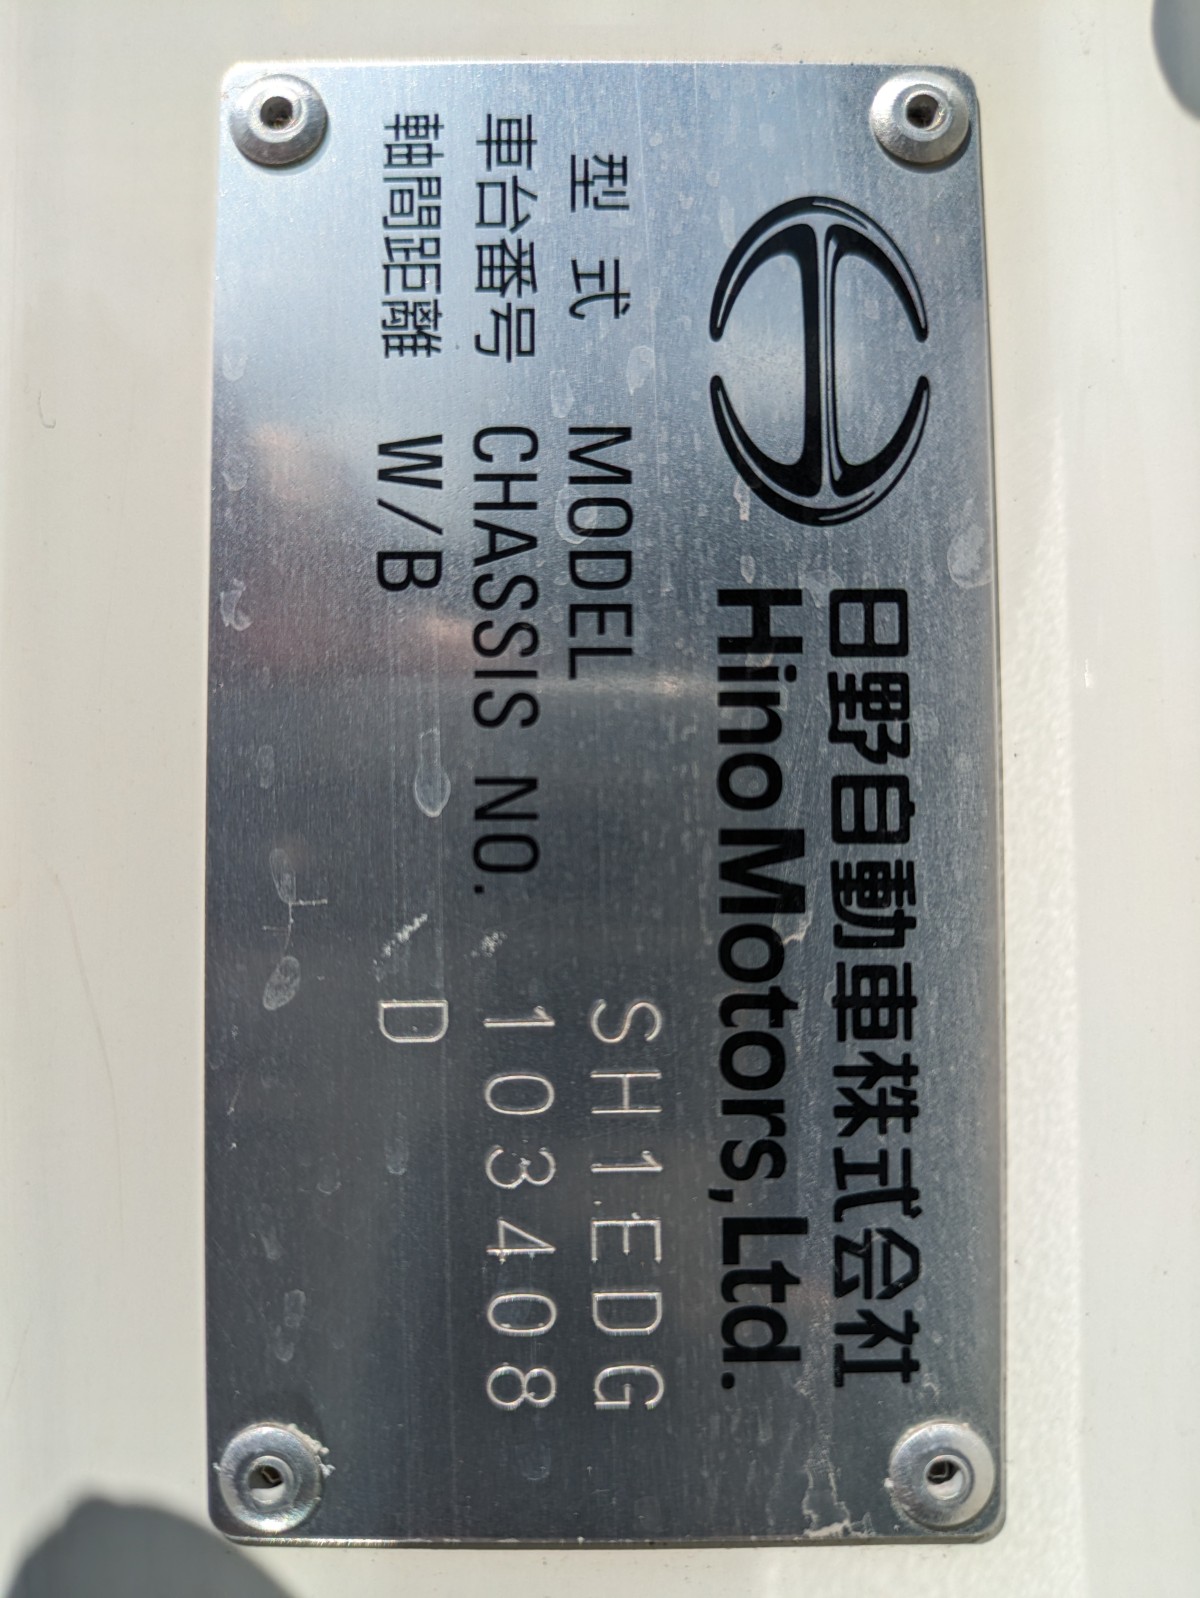 日野自動車株式会社
Hino Motors, Ltd.
型式 MODEL SH1EDG
車台番号 CHASSIS NO. 103408
軸間距離 W/B D